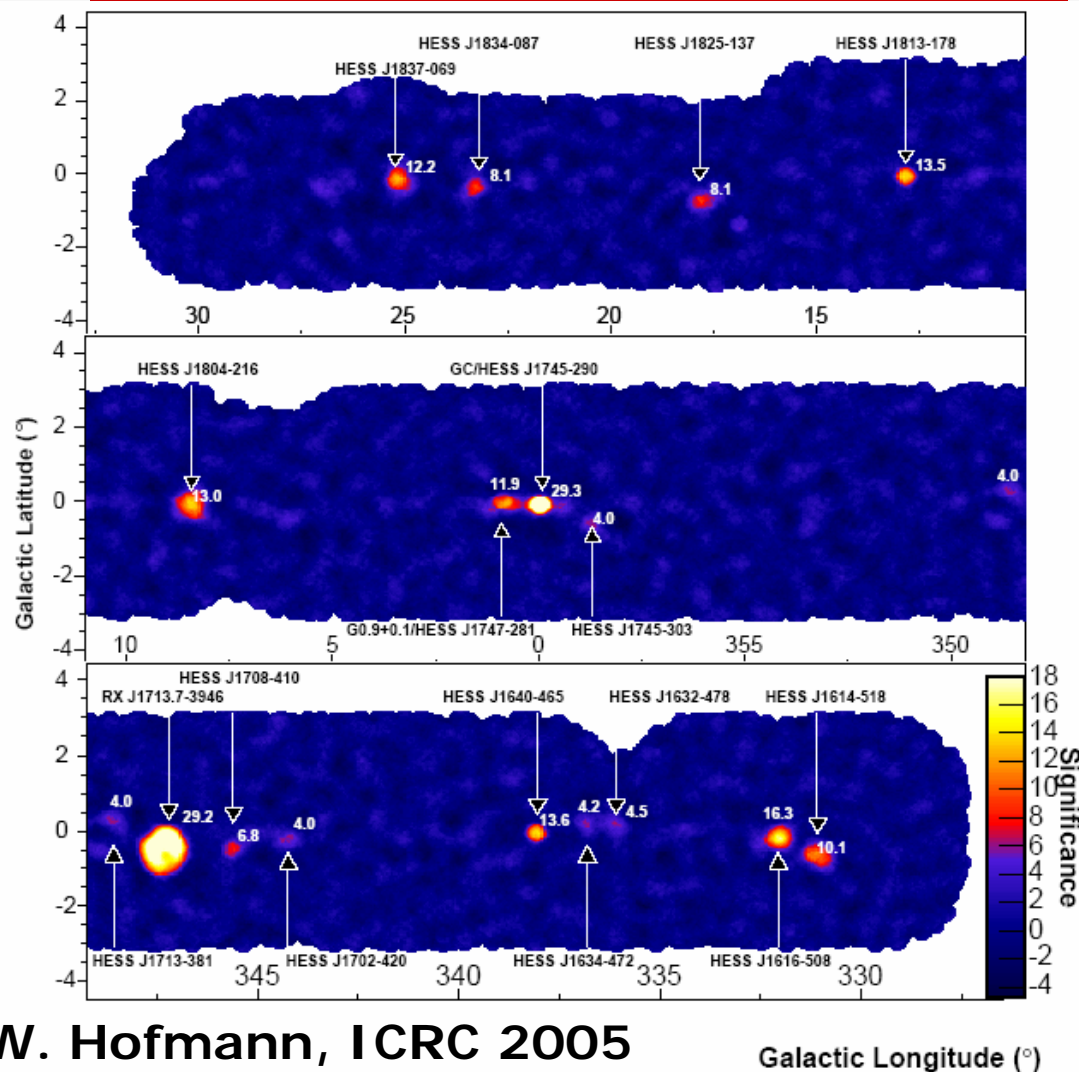 4
HESS J1834-087 HESS J1825-137 HESS J1813-178
HESS J1837-069
2
0
12.2 8.1 8.1 13.5
-2
-4
30 25 20 15
4
HESS J1804-216 GC/HESS J1745-290
2
0
13.0 11.9 29.3 4.0 4.0
-2
G0.9+0.1/HESS J1747-281 HESS J1745-303
-4
10 5 0 355 350
Galactic Latitude (°)
HESS J1708-410
4
RX J1713.7-3946 HESS J1640-465 HESS J1632-478 HESS J1614-518
2
0
4.0 29.2 6.8 4.0 13.6 4.2 4.5 16.3 10.1
-2
HESS J1713-381 HESS J1702-420 HESS J1634-472 HESS J1616-508
-4
345 340 335 330
18
16
14
12
10
8
6
4
2
0
-2
-4
Significance
W. Hofmann, ICRC 2005
Galactic Longitude (°)